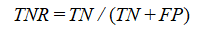 TNR = TN / (TN + FP)